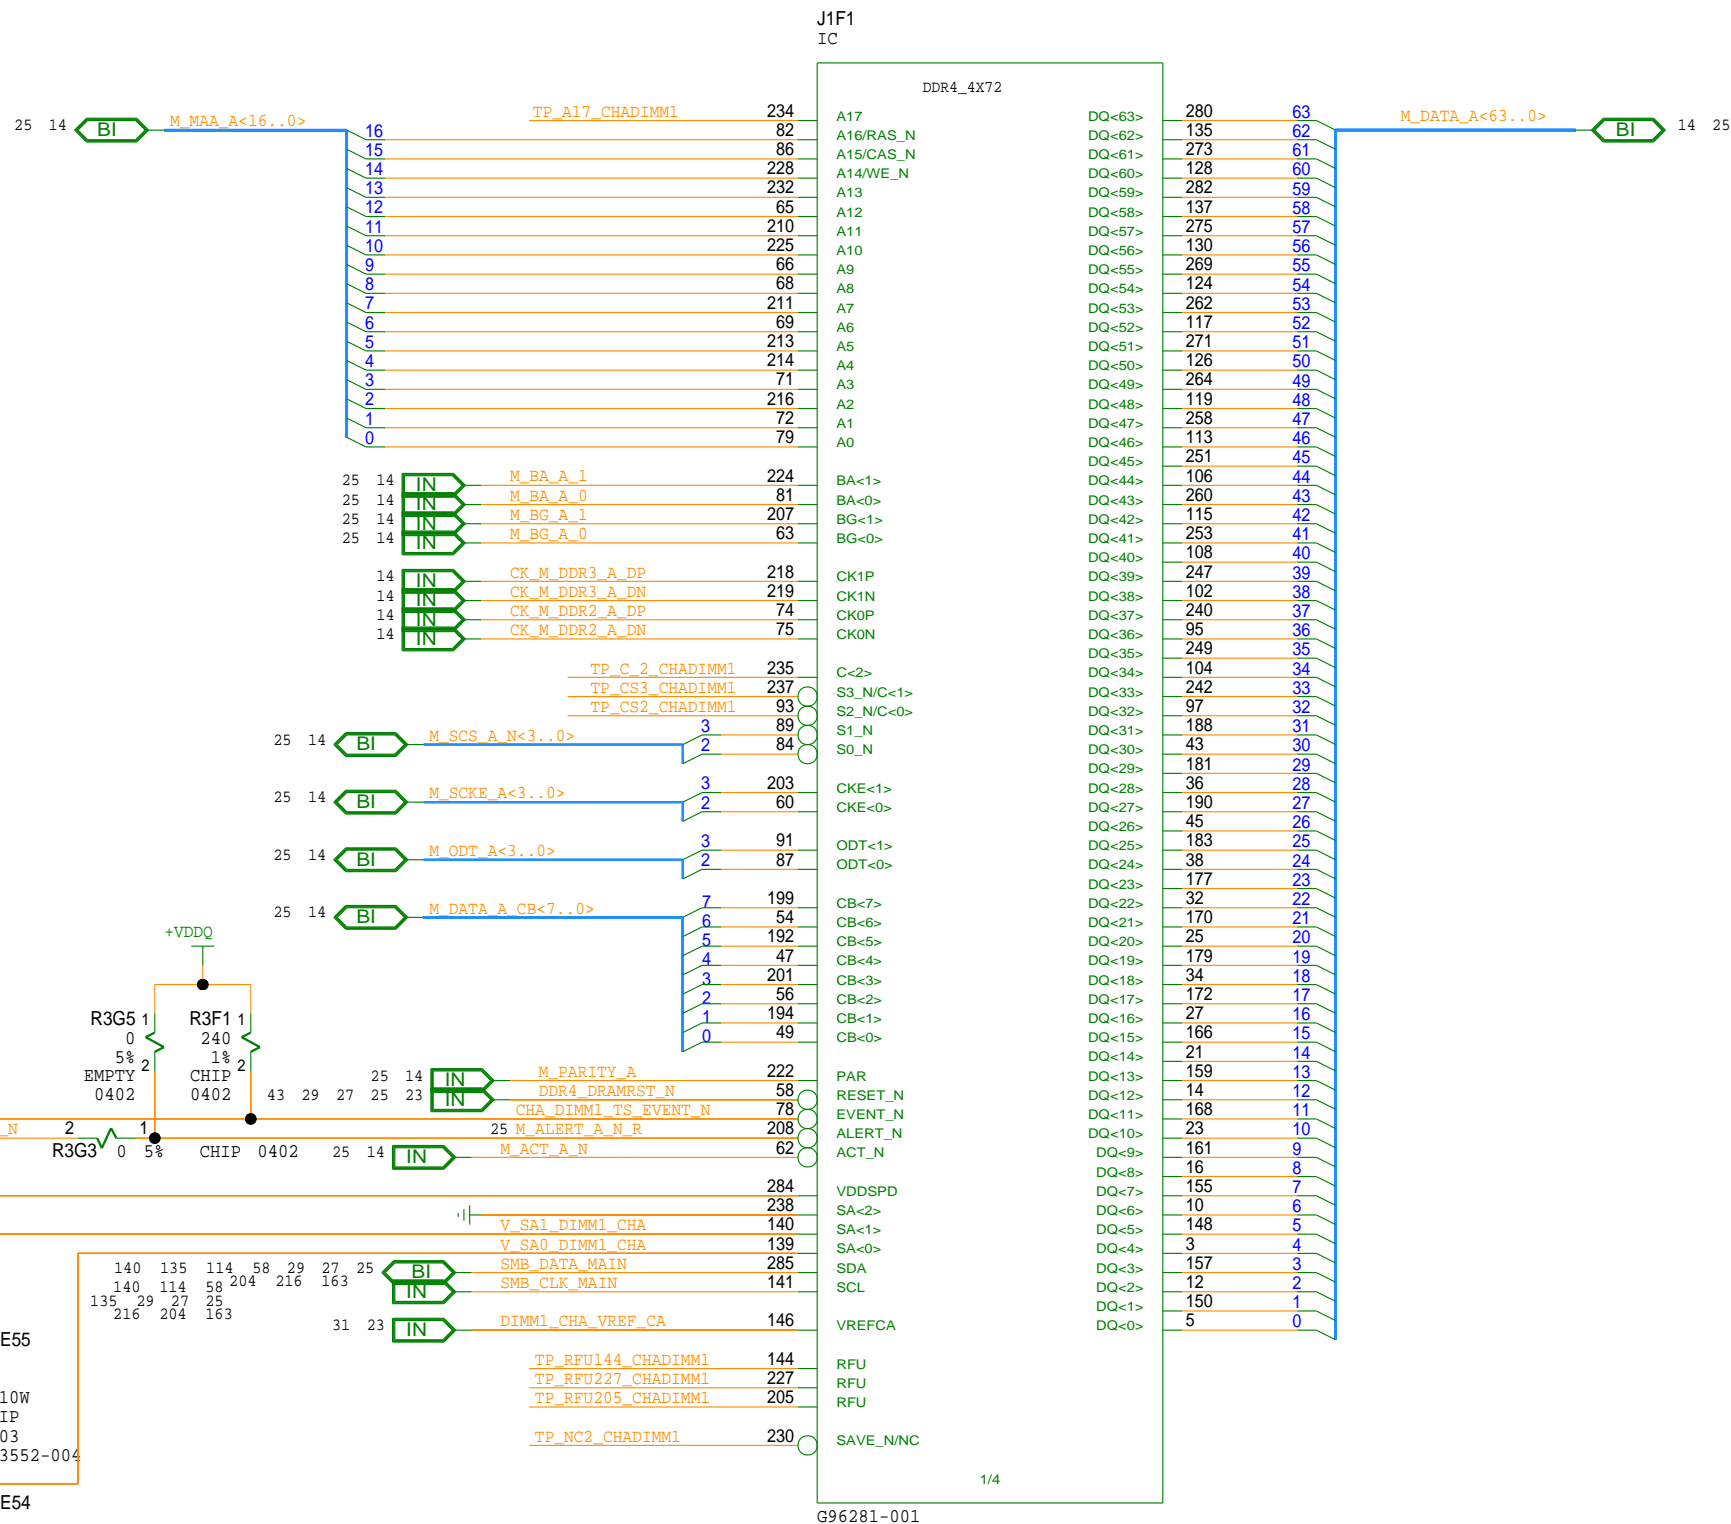 J1F1
IC
DDR4_4X72
25 14 BI M_MAA_A<16..0>
M_DATA_A<63..0> BI 14 25
TP_A17_CHADIMM1 234 A17 DQ<63> 280 63
16 82 A16/RAS_N DQ<62> 135 62
15 86 A15/CAS_N DQ<61> 273 61
14 228 A14/WE_N DQ<60> 128 60
13 232 A13 DQ<59> 282 59
12 65 A12 DQ<58> 137 58
11 210 A11 DQ<57> 275 57
10 225 A10 DQ<56> 130 56
9 66 A9 DQ<55> 269 55
8 68 A8 DQ<54> 124 54
7 211 A7 DQ<53> 262 53
6 69 A6 DQ<52> 117 52
5 213 A5 DQ<51> 271 51
4 214 A4 DQ<50> 126 50
3 71 A3 DQ<49> 264 49
2 216 A2 DQ<48> 119 48
1 72 A1 DQ<47> 258 47
0 79 A0 DQ<46> 113 46
DQ<45> 251 45
25 14 IN M_BA_A_1 224 BA<1> DQ<44> 106 44
25 14 IN M_BA_A_0 81 BA<0> DQ<43> 260 43
25 14 IN M_BG_A_1 207 BG<1> DQ<42> 115 42
25 14 IN M_BG_A_0 63 BG<0> DQ<41> 253 41
DQ<40> 108 40
14 IN CK_M_DDR3_A_DP 218 CK1P DQ<39> 247 39
14 IN CK_M_DDR3_A_DN 219 CK1N DQ<38> 102 38
14 IN CK_M_DDR2_A_DP 74 CK0P DQ<37> 240 37
14 IN CK_M_DDR2_A_DN 75 CK0N DQ<36> 95 36
DQ<35> 249 35
TP_C_2_CHADIMM1 235 C<2> DQ<34> 104 34
TP_CS3_CHADIMM1 237 S3_N/C<1> DQ<33> 242 33
TP_CS2_CHADIMM1 93 S2_N/C<0> DQ<32> 97 32
3 89 S1_N DQ<31> 188 31
25 14 BI M_SCS_A_N<3..0> 2 84 S0_N DQ<30> 43 30
DQ<29> 181 29
3 203 CKE<1> DQ<28> 36 28
25 14 BI M_SCKE_A<3..0> 2 60 CKE<0> DQ<27> 190 27
DQ<26> 45 26
3 91 ODT<1> DQ<25> 183 25
25 14 BI M_ODT_A<3..0> 2 87 ODT<0> DQ<24> 38 24
DQ<23> 177 23
7 199 CB<7> DQ<22> 32 22
25 14 BI M_DATA_A_CB<7..0> 6 54 CB<6> DQ<21> 170 21
5 192 CB<5> DQ<20> 25 20
4 47 CB<4> DQ<19> 179 19
3 201 CB<3> DQ<18> 34 18
2 56 CB<2> DQ<17> 172 17
1 194 CB<1> DQ<16> 27 16
0 49 CB<0> DQ<15> 166 15
DQ<14> 21 14
+VDDQ
R3G5 1 R3F1 1
0 240
5% 1%
2 2
EMPTY CHIP
0402 0402
25 14 IN M_PARITY_A 222 PAR DQ<13> 159 13
43 29 27 25 23 IN DDR4_DRAMRST_N 58 RESET_N DQ<12> 14 12
CHA_DIMM1_TS_EVENT_N 78 EVENT_N DQ<11> 168 11
_N 2 1 25 M_ALERT_A_N_R 208 ALERT_N DQ<10> 23 10
R3G3 0 5% CHIP 0402 25 14 IN M_ACT_A_N 62 ACT_N DQ<9> 161 9
DQ<8> 16 8
284 VDDSPD DQ<7> 155 7
238 SA<2> DQ<6> 10 6
V_SA1_DIMM1_CHA 140 SA<1> DQ<5> 148 5
V_SA0_DIMM1_CHA 139 SA<0> DQ<4> 3 4
140 135 114 58 29 27 25 BI SMB_DATA_MAIN 285 SDA DQ<3> 157 3
204 216 163
140 114 58 IN SMB_CLK_MAIN 141 SCL DQ<2> 12 2
135 29 27 25
216 204 163
DQ<1> 150 1
31 23 IN DIMM1_CHA_VREF_CA 146 VREFCA DQ<0> 5 0
E55
TP_RFU144_CHADIMM1 144 RFU
TP_RFU227_CHADIMM1 227 RFU
TP_RFU205_CHADIMM1 205 RFU
10W
IP
03
3552-004
TP_NC2_CHADIMM1 230 SAVE_N/NC
1/4
E54
G96281-001